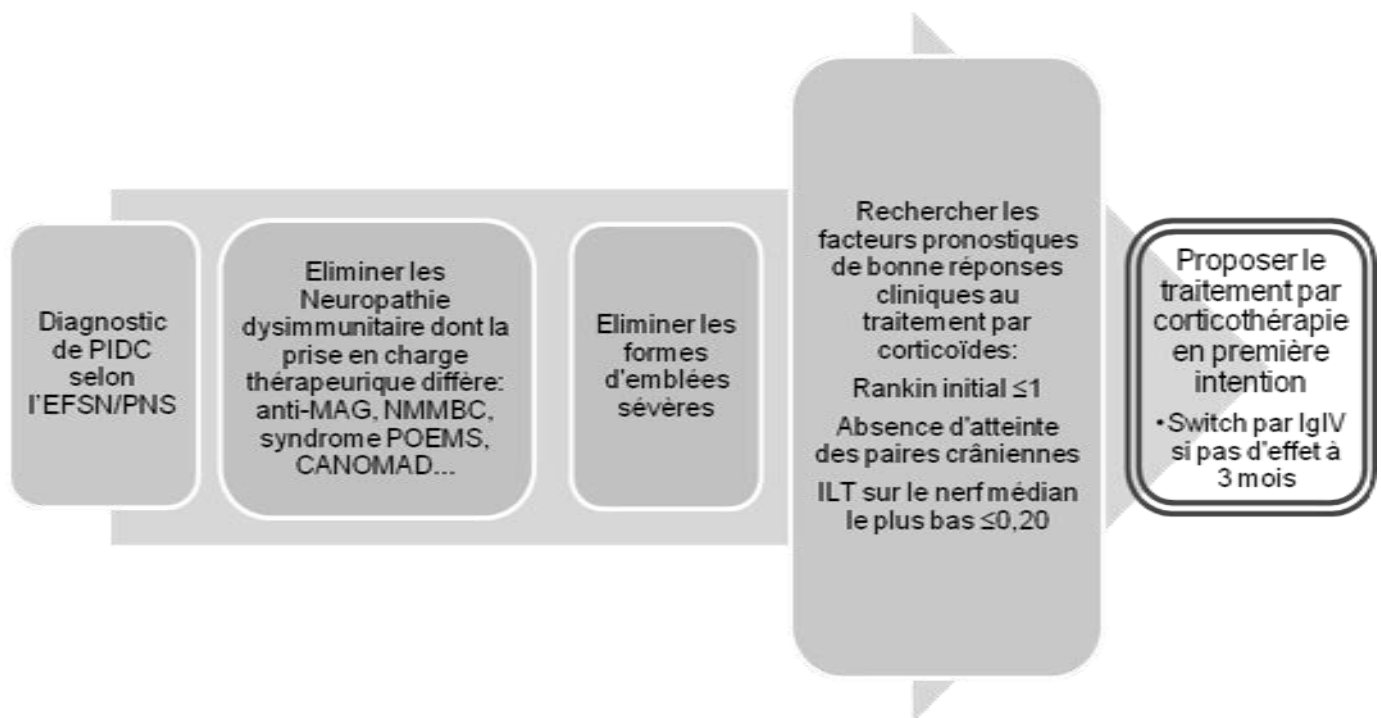 Diagnostic
de PIDC
selon
l'EFSN/PNS
Eliminer les
Neuropathie
dysimmunitaire dont la
prise en charge
thérapeurtique diffère:
anti-MAG, NMMBC,
syndrome POEMS,
CANOMAD...
Eliminer les
formes
d'emblées
sévères
Rechercher les
facteurs pronostiques
de bonne réponses
cliniques au
traitement par
corticoïdes:
Rankin initial ≤1
Absence d'atteinte
des paires crâniennes
ILT sur le nerf médian
le plus bas ≤0,20
Proposer le
traitement par
corticothérapie
en première
intention
•Switch par IgIV
si pas d'effet à
3 mois